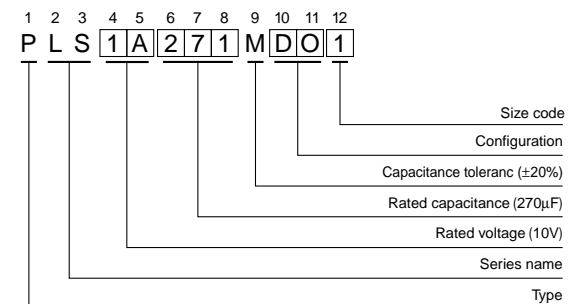 1 2 3 4 5 6 7 8 9 10 11 12
P L S 1 A 2 7 1 M D O 1
Size code
Configuration
Capacitance toleranc (±20%)
Rated capacitance (270μF)
Rated voltage (10V)
Series name
Type